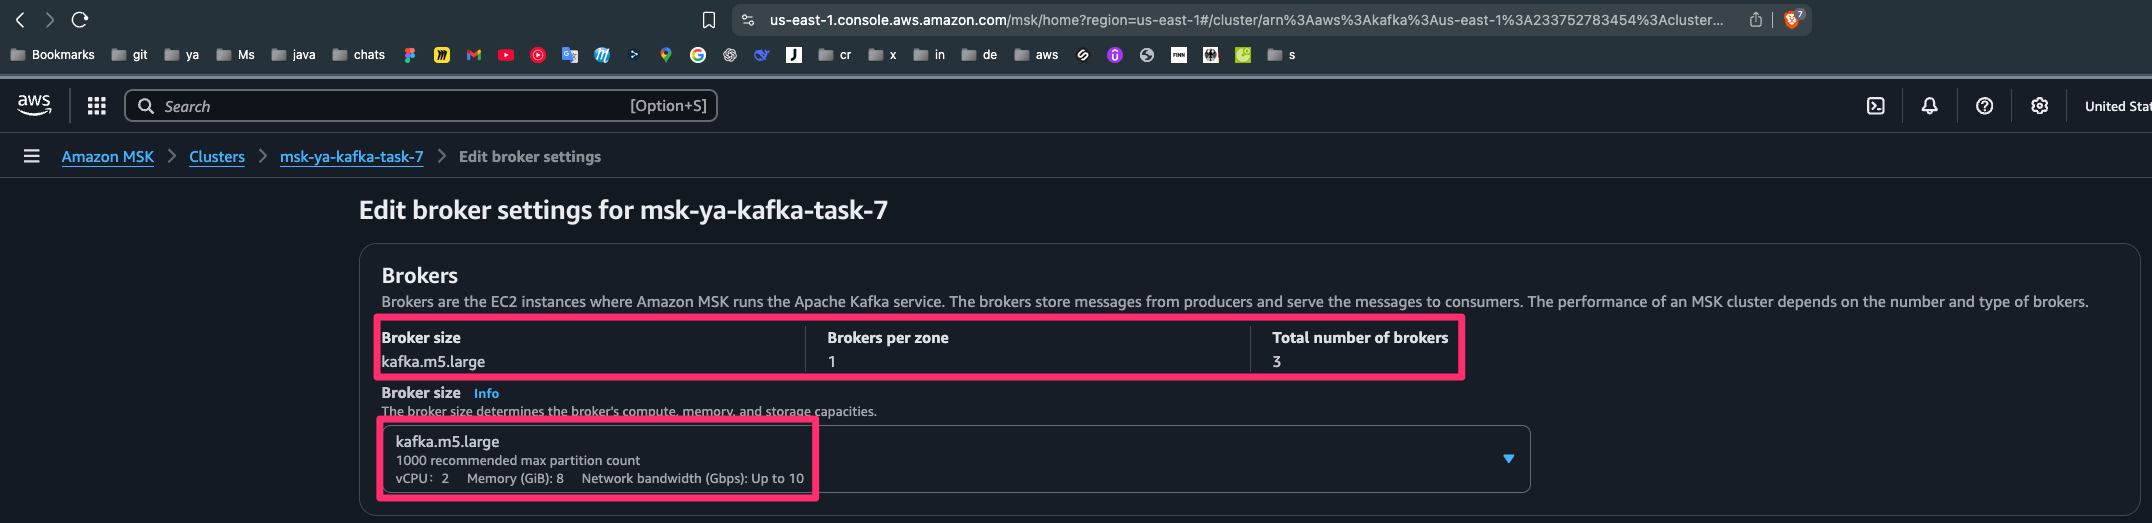 us-east-1.console.aws.amazon.com/msk/home?region=us-east-1#/cluster/arn%3Aaws%3Akafka%3Aus-east-1%3A233752783454%3Acluster...
7
Bookmarks git ya Ms java chats J cr x in de aws FINN s
aws Search [Option+S] United Stat
Amazon MSK > Clusters > msk-ya-kafka-task-7 > Edit broker settings
Edit broker settings for msk-ya-kafka-task-7
Brokers
Brokers are the EC2 instances where Amazon MSK runs the Apache Kafka service. The brokers store messages from producers and serve the messages to consumers. The performance of an MSK cluster depends on the number and type of brokers.
Broker size Brokers per zone Total number of brokers
kafka.m5.large 1 3
Broker size Info
The broker size determines the broker's compute, memory, and storage capacities.
kafka.m5.large
1000 recommended max partition count
vCPU: 2 Memory (GiB): 8 Network bandwidth (Gbps): Up to 10